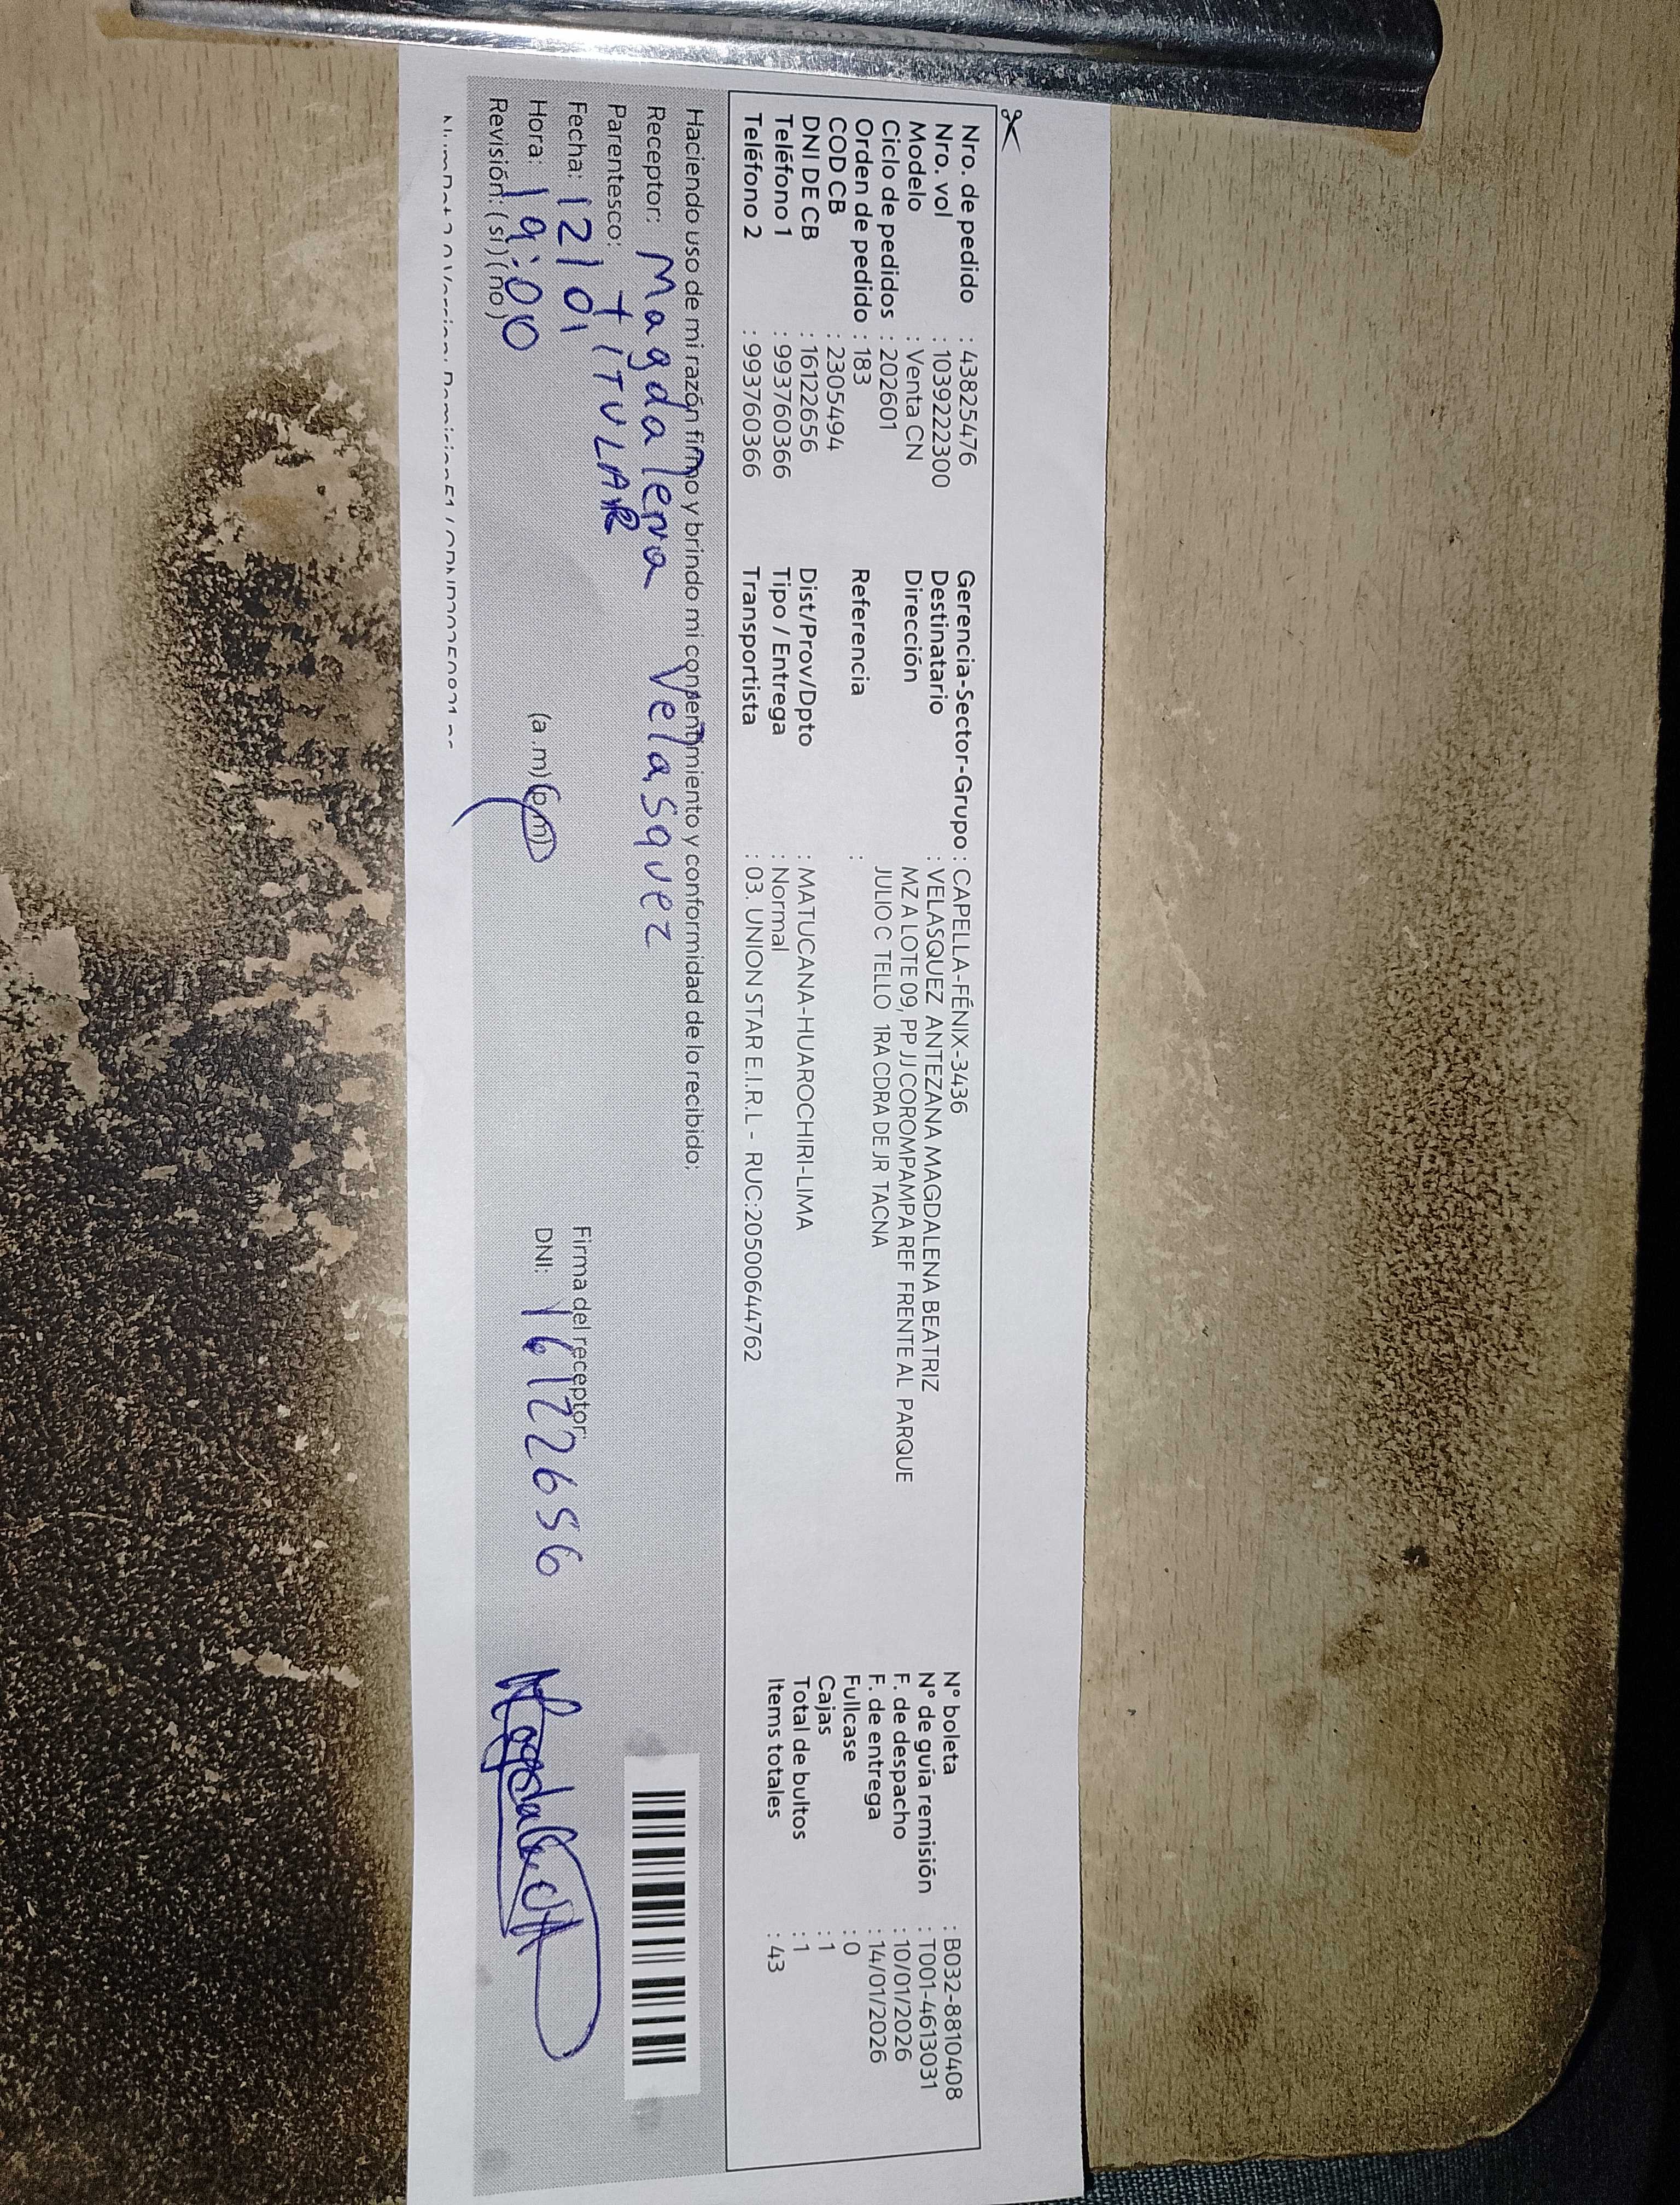 Nro. de pedido : 43825476
Nro. vol : 1039222300
Modelo : Venta CN
Ciclo de pedidos : 202601
Orden de pedido : 183
COD CB : 2305494
DNI DE CB : 16122656
Teléfono 1 : 993760366
Teléfono 2 : 993760366
Gerencia-Sector-Grupo : CAPELLA-FÉNIX-3436
Destinatario : VELASQUEZ ANTEZANA MAGDALENA BEATRIZ
Dirección MZ A LOTE 09, PP JJ COROMPAMPA REF FRENTE AL PARQUE
JULIO C TELLO 1RA CDRA DE JR TACNA
Referencia :
Dist/Prov/Dpto : MATUCANA-HUAROCHIRI-LIMA
Tipo / Entrega : Normal
Transportista : 03. UNION STAR E.I.R.L - RUC:20500644762
N° boleta : B032-8810408
N° de guía remisión : T001-4613031
F. de despacho : 10/01/2026
F. de entrega : 14/01/2026
Fullcase : 0
Cajas : 1
Total de bultos : 1
Items totales : 43
Haciendo uso de mi razón firmo y brindo mi consentimiento y conformidad de lo recibido;
Receptor: Magdalena Velasquez
Parentesco: TITULAR
Fecha: 12/01
Hora: 19:00 (a.m) (p.m)
Revisión: (si) (no)
Firma del receptor:
DNI: 16122656